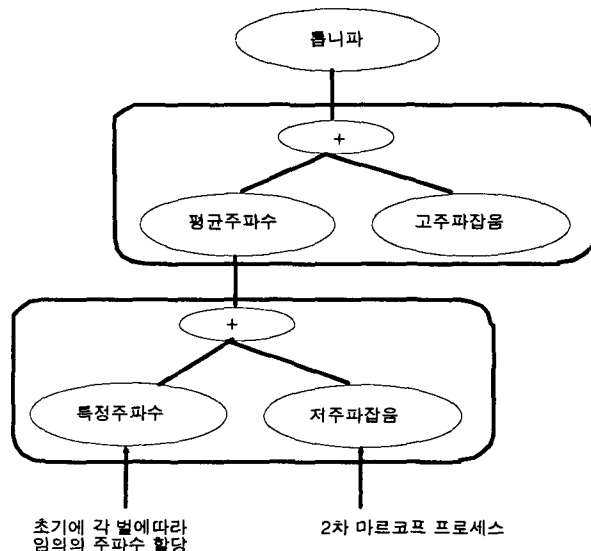 톱니파
+
평균주파수
고주파잡음
+
특정주파수
저주파잡음
초기에 각 벌에따라
임의의 주파수 할당
2차 마르코프 프로세스